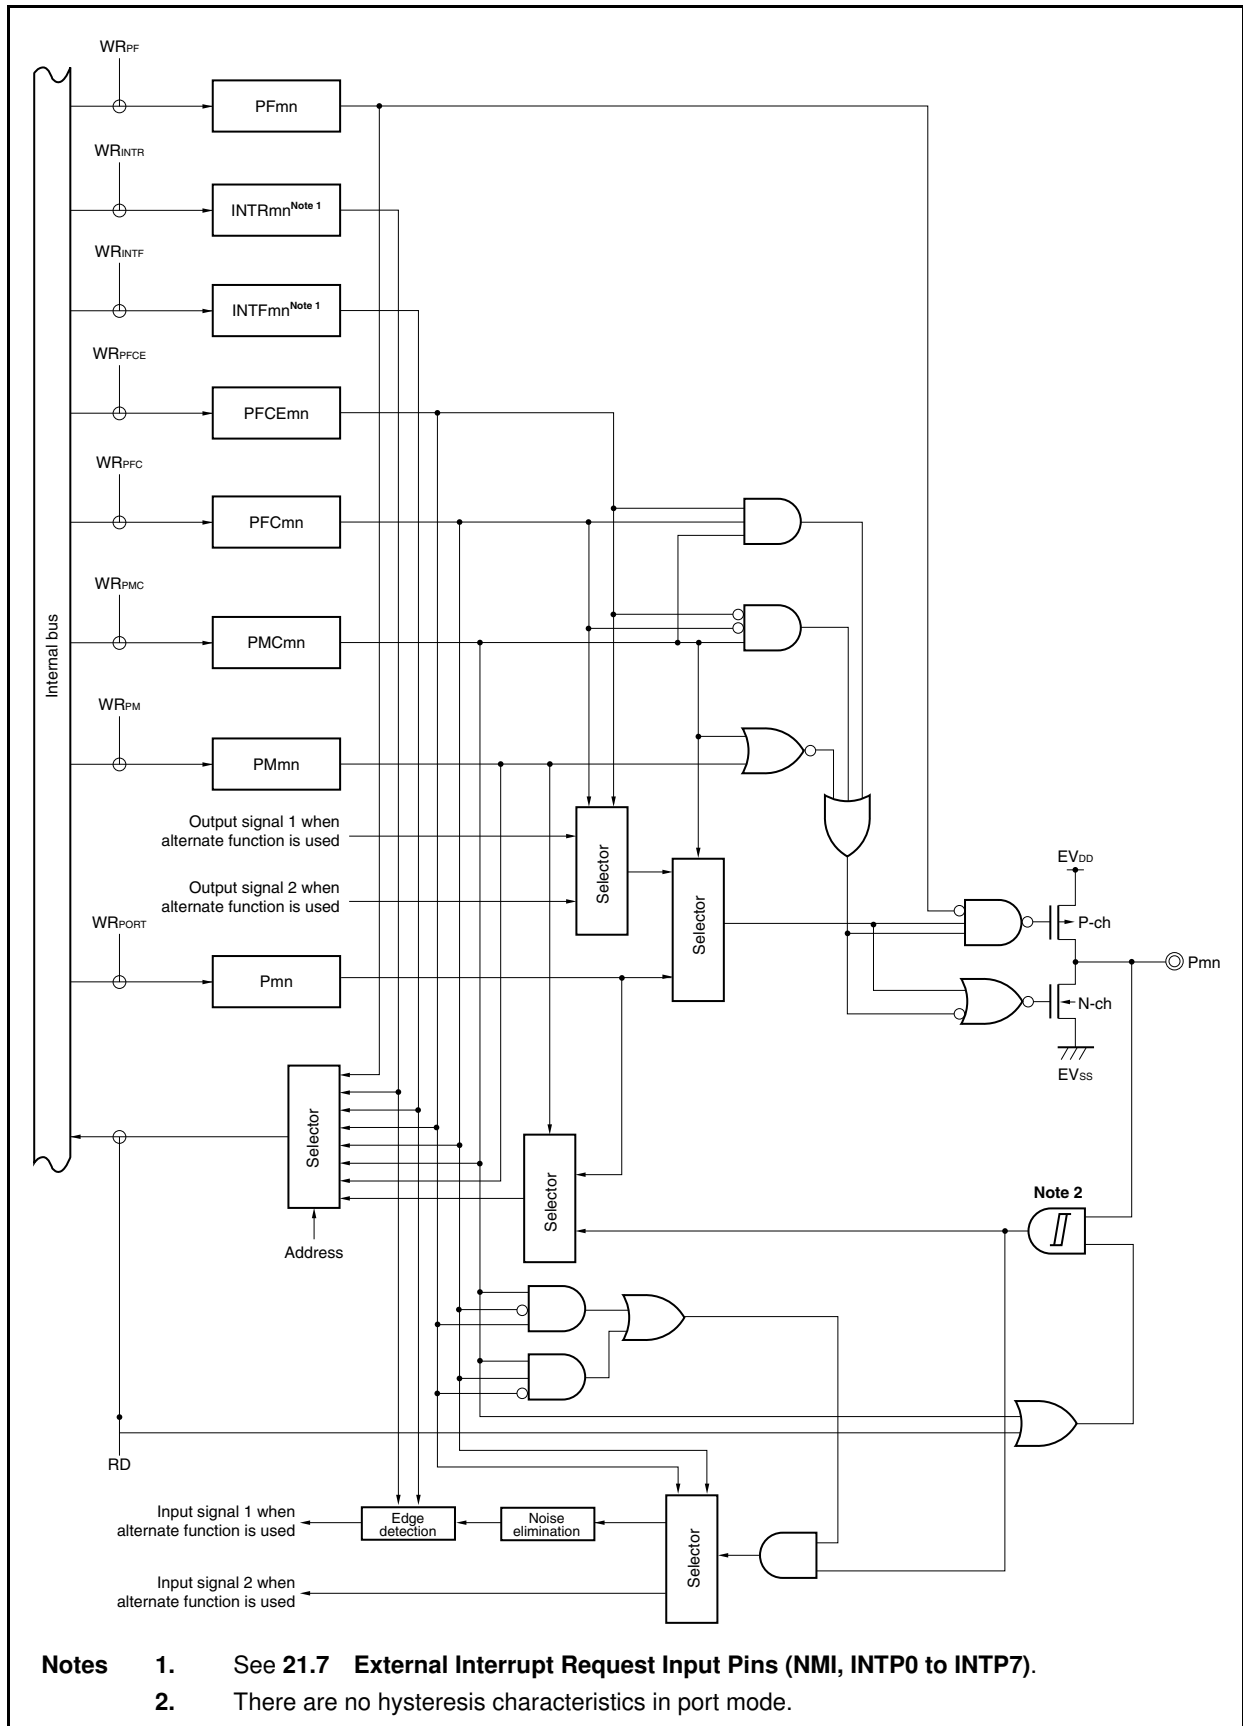 WRPF
PFmn
WRINTR
INTRmnNote 1
WRINTF
INTFmnNote 1
WRPFCE
PFCEmn
WRPFC
PFCmn
WRPMC
PMCmn
Internal bus
WRPM
PMmn
Output signal 1 when
alternate function is used
Output signal 2 when
alternate function is used
Selector
Selector
EVDD
P-ch
WRPORT
Pmn
Pmn
N-ch
EVSS
Selector
Selector
Address
Note 2
RD
Input signal 1 when
alternate function is used
Edge
detection
Noise
elimination
Selector
Input signal 2 when
alternate function is used
Notes 1. See 21.7 External Interrupt Request Input Pins (NMI, INTP0 to INTP7).
2. There are no hysteresis characteristics in port mode.